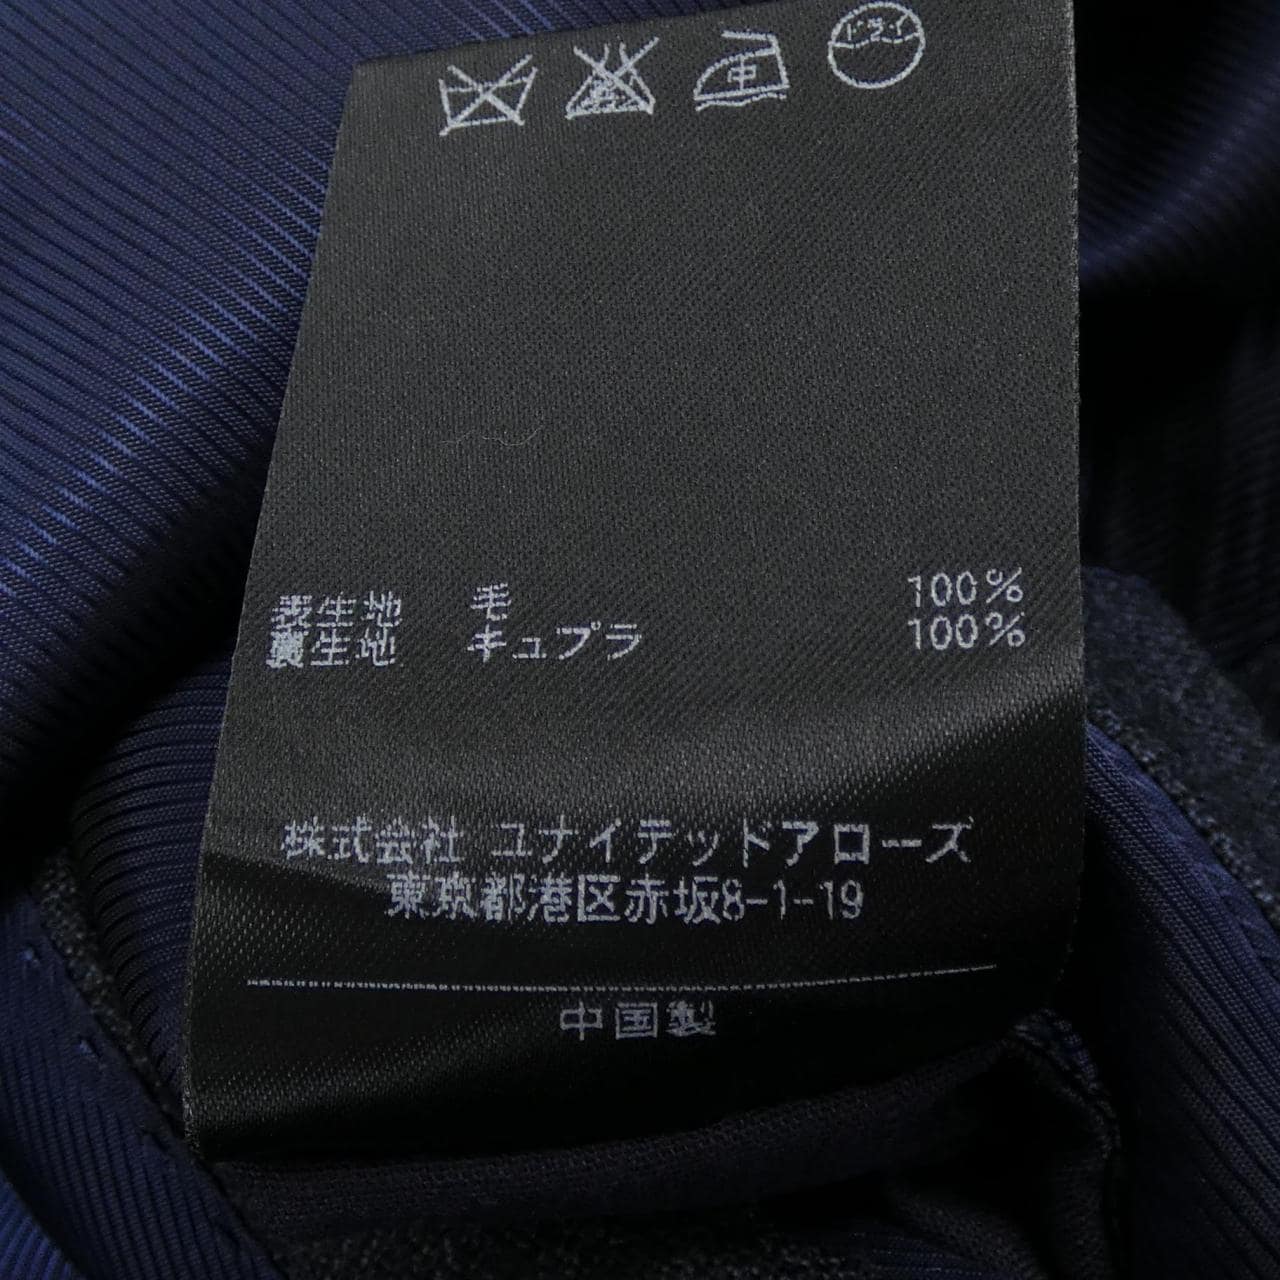 中 ドライ
表生地 毛 100%
裏生地 キュプラ 100%
株式会社 ユナイテッドアローズ
東京都港区赤坂8-1-19
中国製